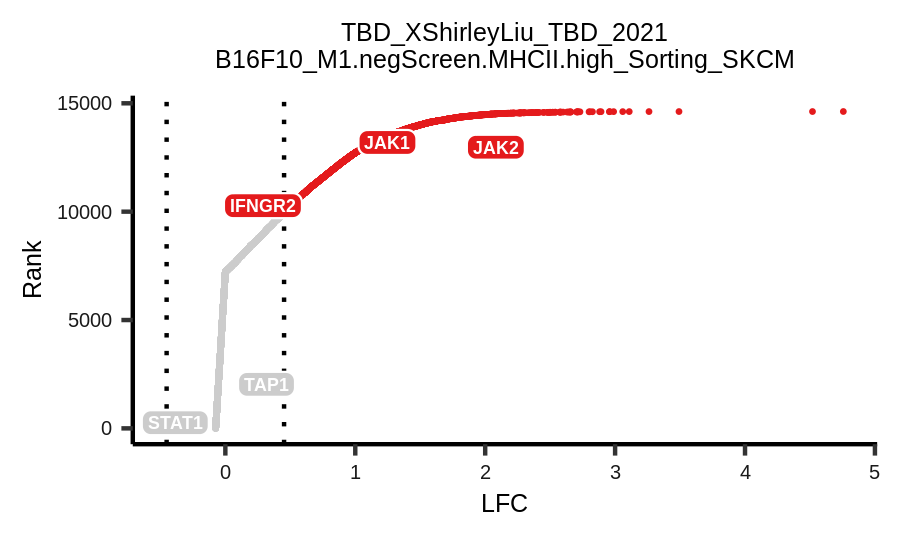 TBD_XShirleyLiu_TBD_2021
B16F10_M1.negScreen.MHCII.high_Sorting_SKCM
15000
10000
5000
0
Rank
JAK1
JAK2
IFNGR2
TAP1
STAT1
0 1 2 3 4 5
LFC